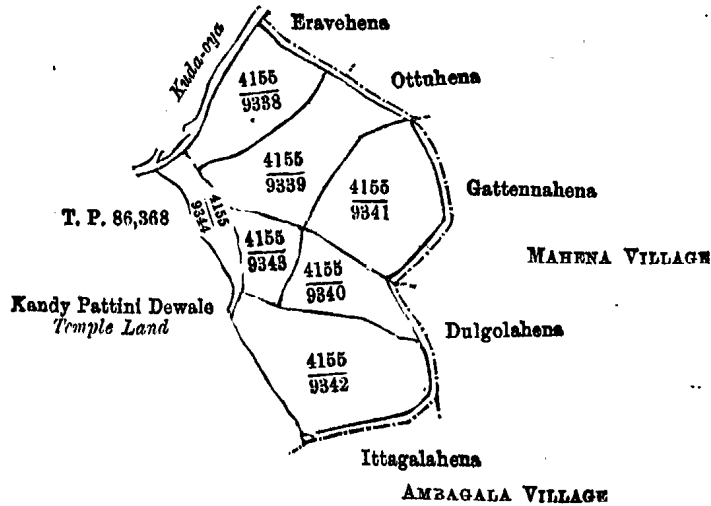 Eravehena
Kuda-oya
Ottuhena
4155
9338
4155
9339
4155
9341
Gattennahena
T. P. 86,368
4155
9344
4155
9343
4155
9340
MAHENA VILLAGE
Kandy Pattini Dewale
Temple Land
Dulgolahena
4155
9342
Ittagalahena
AMBAGALA VILLAGE